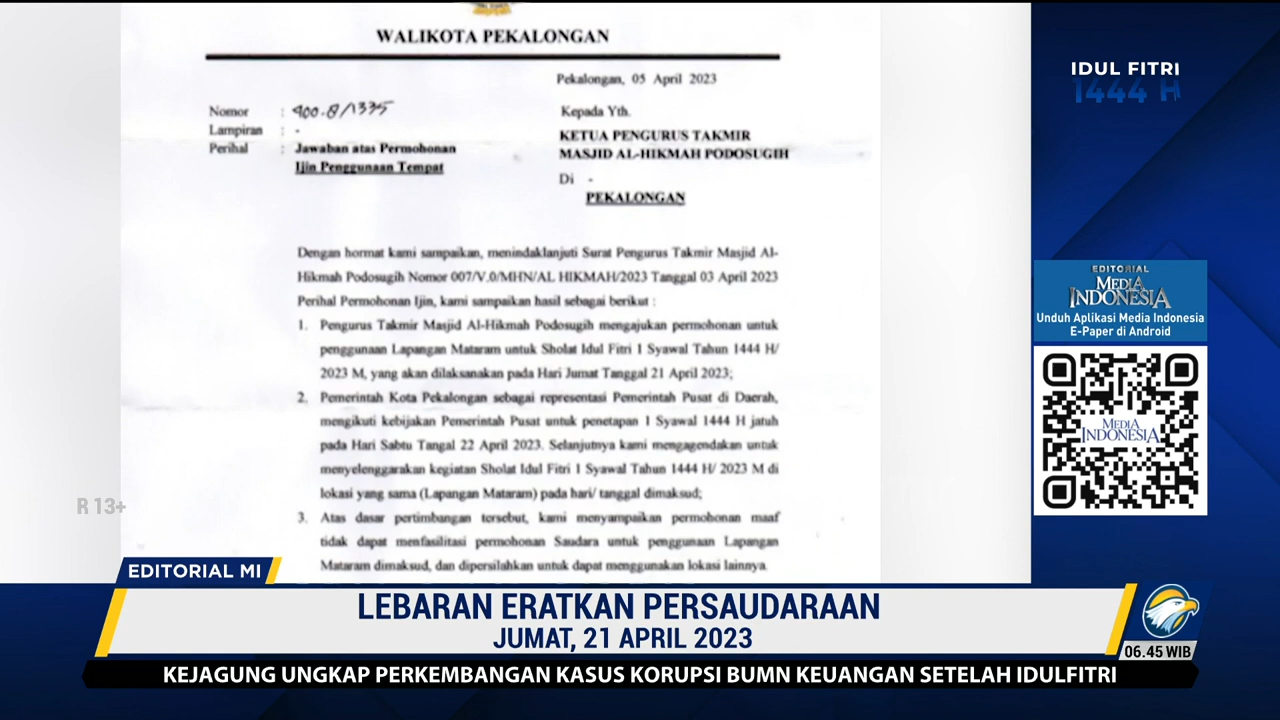 WALIKOTA PEKALONGAN
Pekalongan, 05 April 2023
Nomor : 400.8/1335
Lampiran : -
Perihal : Jawaban atas Permohonan
Ijin Penggunaan Tempat
Kepada Yth.
KETUA PENGURUS TAKMIR
MASJID AL-HIKMAH PODOSUGIH
Di -
PEKALONGAN
Dengan hormat kami sampaikan, menindaklanjuti Surat Pengurus Takmir Masjid Al-
Hikmah Podosugih Nomor 007/V.0/MHN/AL HIKMAH/2023 Tanggal 03 April 2023
Perihal Permohonan Ijin, kami sampaikan hasil sebagai berikut :
1. Pengurus Takmir Masjid Al-Hikmah Podosugih mengajukan permohonan untuk
penggunaan Lapangan Mataram untuk Sholat Idul Fitri 1 Syawal Tahun 1444 H/
2023 M, yang akan dilaksanakan pada Hari Jumat Tanggal 21 April 2023;
2. Pemerintah Kota Pekalongan sebagai representasi Pemerintah Pusat di Daerah,
mengikuti kebijakan Pemerintah Pusat untuk penetapan 1 Syawal 1444 H jatuh
pada Hari Sabtu Tangal 22 April 2023. Selanjutnya kami mengagendakan untuk
menyelenggarakan kegiatan Sholat Idul Fitri 1 Syawal Tahun 1444 H/ 2023 M di
lokasi yang sama (Lapangan Mataram) pada hari/ tanggal dimaksud;
3. Atas dasar pertimbangan tersebut, kami menyampaikan permohonan maaf
tidak dapat menfasilitasi permohonan Saudara untuk penggunaan Lapangan
Mataram dimaksud, dan dipersilahkan untuk dapat menggunakan lokasi lainnya.
R 13+
IDUL FITRI
1444 H
EDITORIAL
MEDIA
INDONESIA
Unduh Aplikasi Media Indonesia
E-Paper di Android
MEDIA
INDONESIA
EDITORIAL MI
LEBARAN ERATKAN PERSAUDARAAN
JUMAT, 21 APRIL 2023
06.45 WIB
KEJAGUNG UNGKAP PERKEMBANGAN KASUS KORUPSI BUMN KEUANGAN SETELAH IDULFITRI